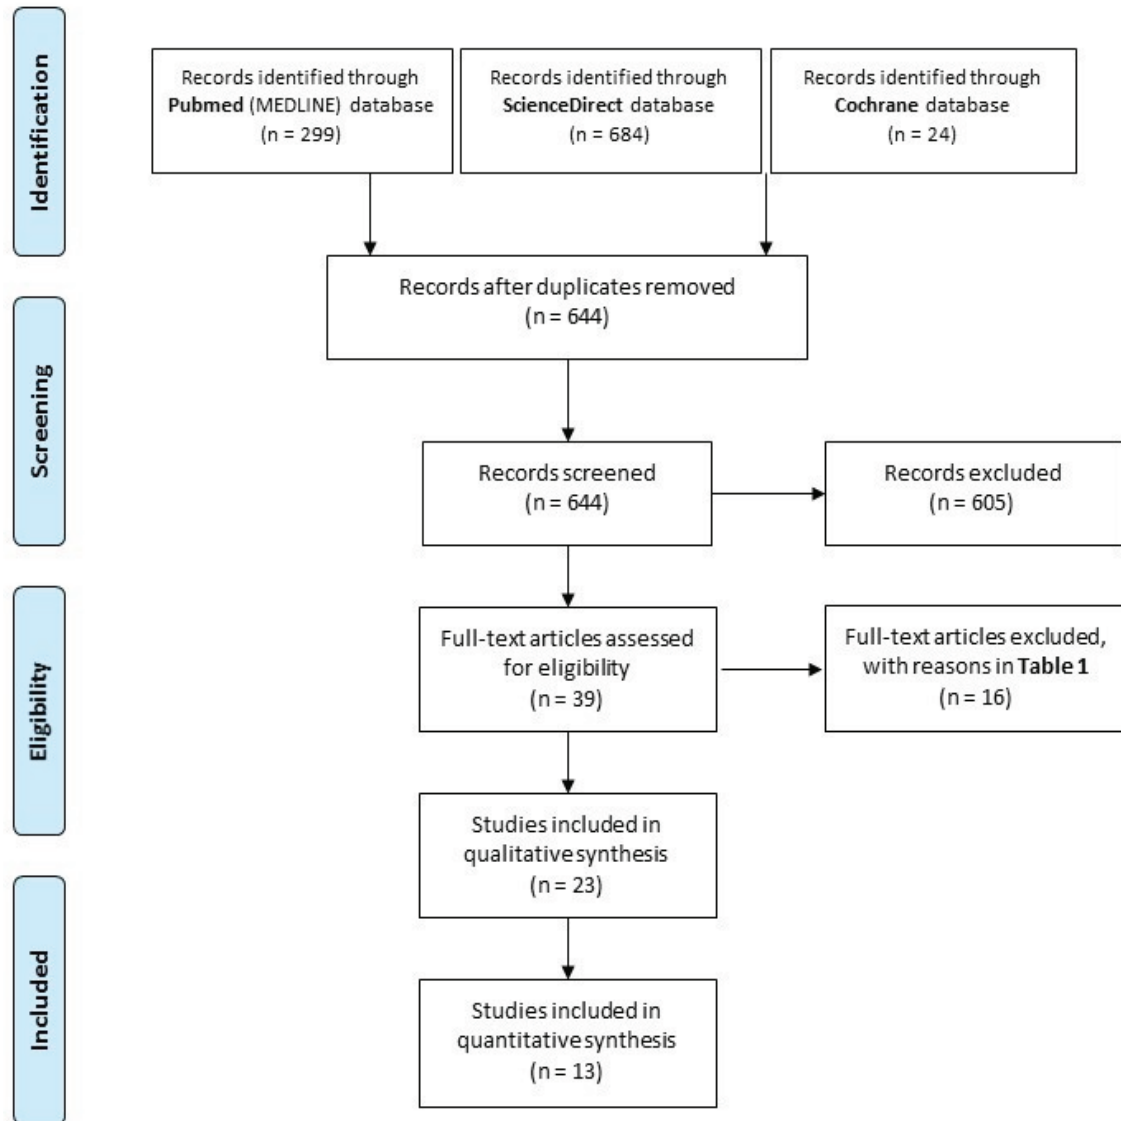 Identification
Records identified through
Pubmed (MEDLINE) database
(n = 299)
Records identified through
ScienceDirect database
(n = 684)
Records identified through
Cochrane database
(n = 24)
Records after duplicates removed
(n = 644)
Screening
Records screened
(n = 644)
Records excluded
(n = 605)
Eligibility
Full-text articles assessed
for eligibility
(n = 39)
Full-text articles excluded,
with reasons in Table 1
(n = 16)
Studies included in
qualitative synthesis
(n = 23)
Included
Studies included in
quantitative synthesis
(n = 13)